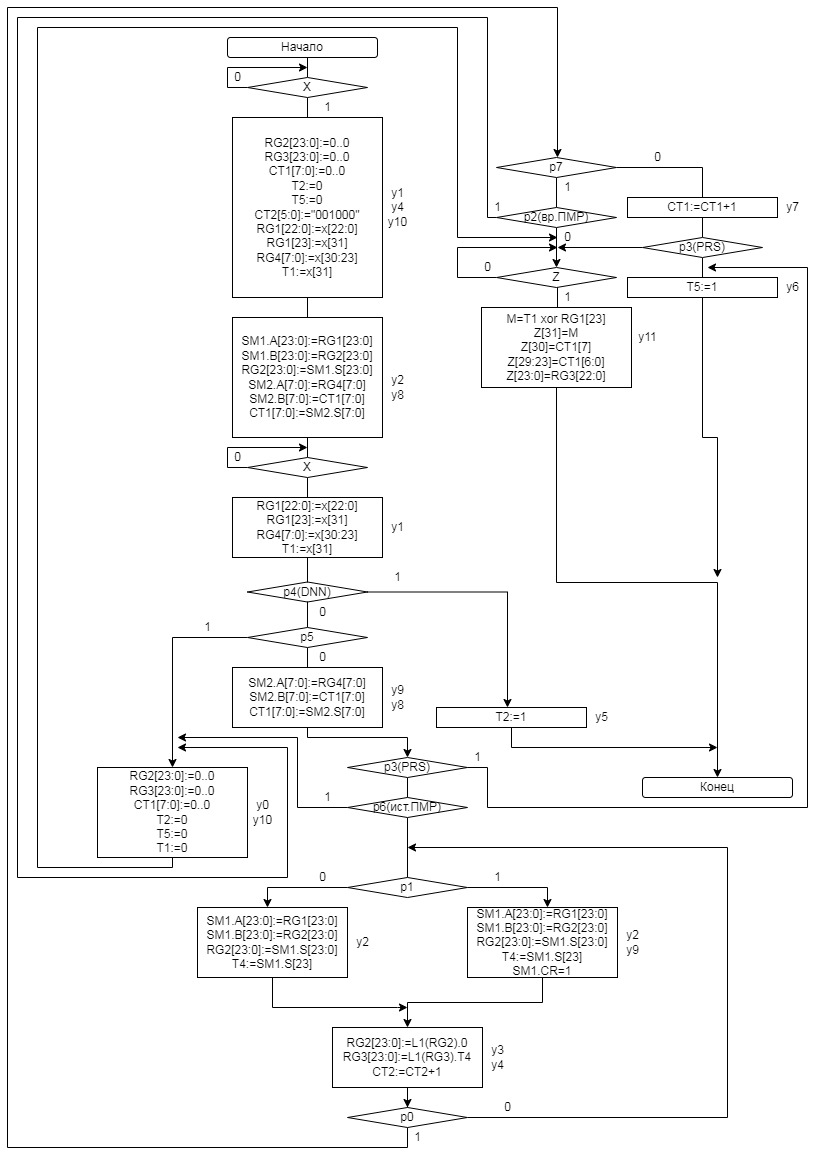 Начало
0
X
1
RG2[23:0]:=0..0
RG3[23:0]:=0..0
CT1[7:0]:=0..0
T2:=0
T5:=0
CT2[5:0]:="001000"
RG1[22:0]:=x[22:0]
RG1[23]:=x[31]
RG4[7:0]:=x[30:23]
T1:=x[31]
y1
y4
y10
SM1.A[23:0]:=RG1[23:0]
SM1.B[23:0]:=RG2[23:0]
RG2[23:0]:=SM1.S[23:0]
SM2.A[7:0]:=RG4[7:0]
SM2.B[7:0]:=CT1[7:0]
CT1[7:0]:=SM2.S[7:0]
y2
y8
0
X
RG1[22:0]:=x[22:0]
RG1[23]:=x[31]
RG4[7:0]:=x[30:23]
T1:=x[31]
y1
p4(DNN)
1
0
p5
1
0
SM2.A[7:0]:=RG4[7:0]
SM2.B[7:0]:=CT1[7:0]
CT1[7:0]:=SM2.S[7:0]
y9
y8
p7
0
1
CT1:=CT1+1
y7
1
p2(вр.ПМР)
0
p3(PRS)
0
Z
1
T5:=1
y6
M=T1 xor RG1[23]
Z[31]=M
Z[30]=CT1[7]
Z[29:23]=CT1[6:0]
Z[23:0]=RG3[22:0]
y11
T2:=1
y5
Конец
p3(PRS)
1
RG2[23:0]:=0..0
RG3[23:0]:=0..0
CT1[7:0]:=0..0
T2:=0
T5:=0
T1:=0
y0
y10
1
p6(ист.ПМР)
0
p1
1
SM1.A[23:0]:=RG1[23:0]
SM1.B[23:0]:=RG2[23:0]
RG2[23:0]:=SM1.S[23:0]
T4:=SM1.S[23]
y2
SM1.A[23:0]:=RG1[23:0]
SM1.B[23:0]:=RG2[23:0]
RG2[23:0]:=SM1.S[23:0]
T4:=SM1.S[23]
SM1.CR=1
y2
y9
RG2[23:0]:=L1(RG2).0
RG3[23:0]:=L1(RG3).T4
CT2:=CT2+1
y3
y4
p0
0
1